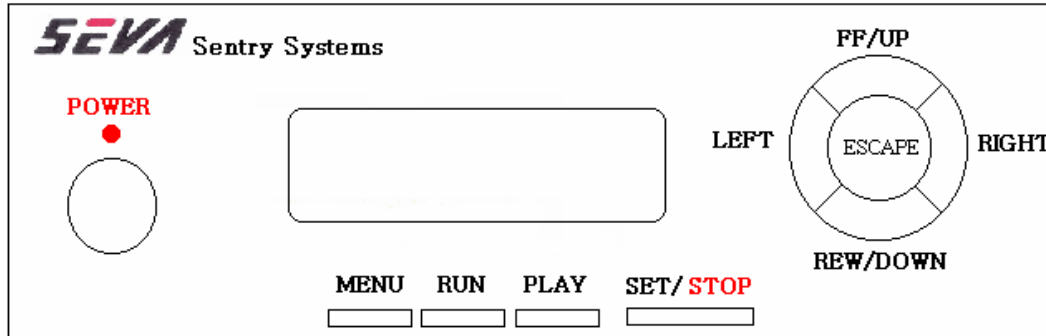 SEVA Sentry Systems
FF/UP
POWER
LEFT
ESCAPE
RIGHT
REW/DOWN
MENU RUN PLAY SET/STOP